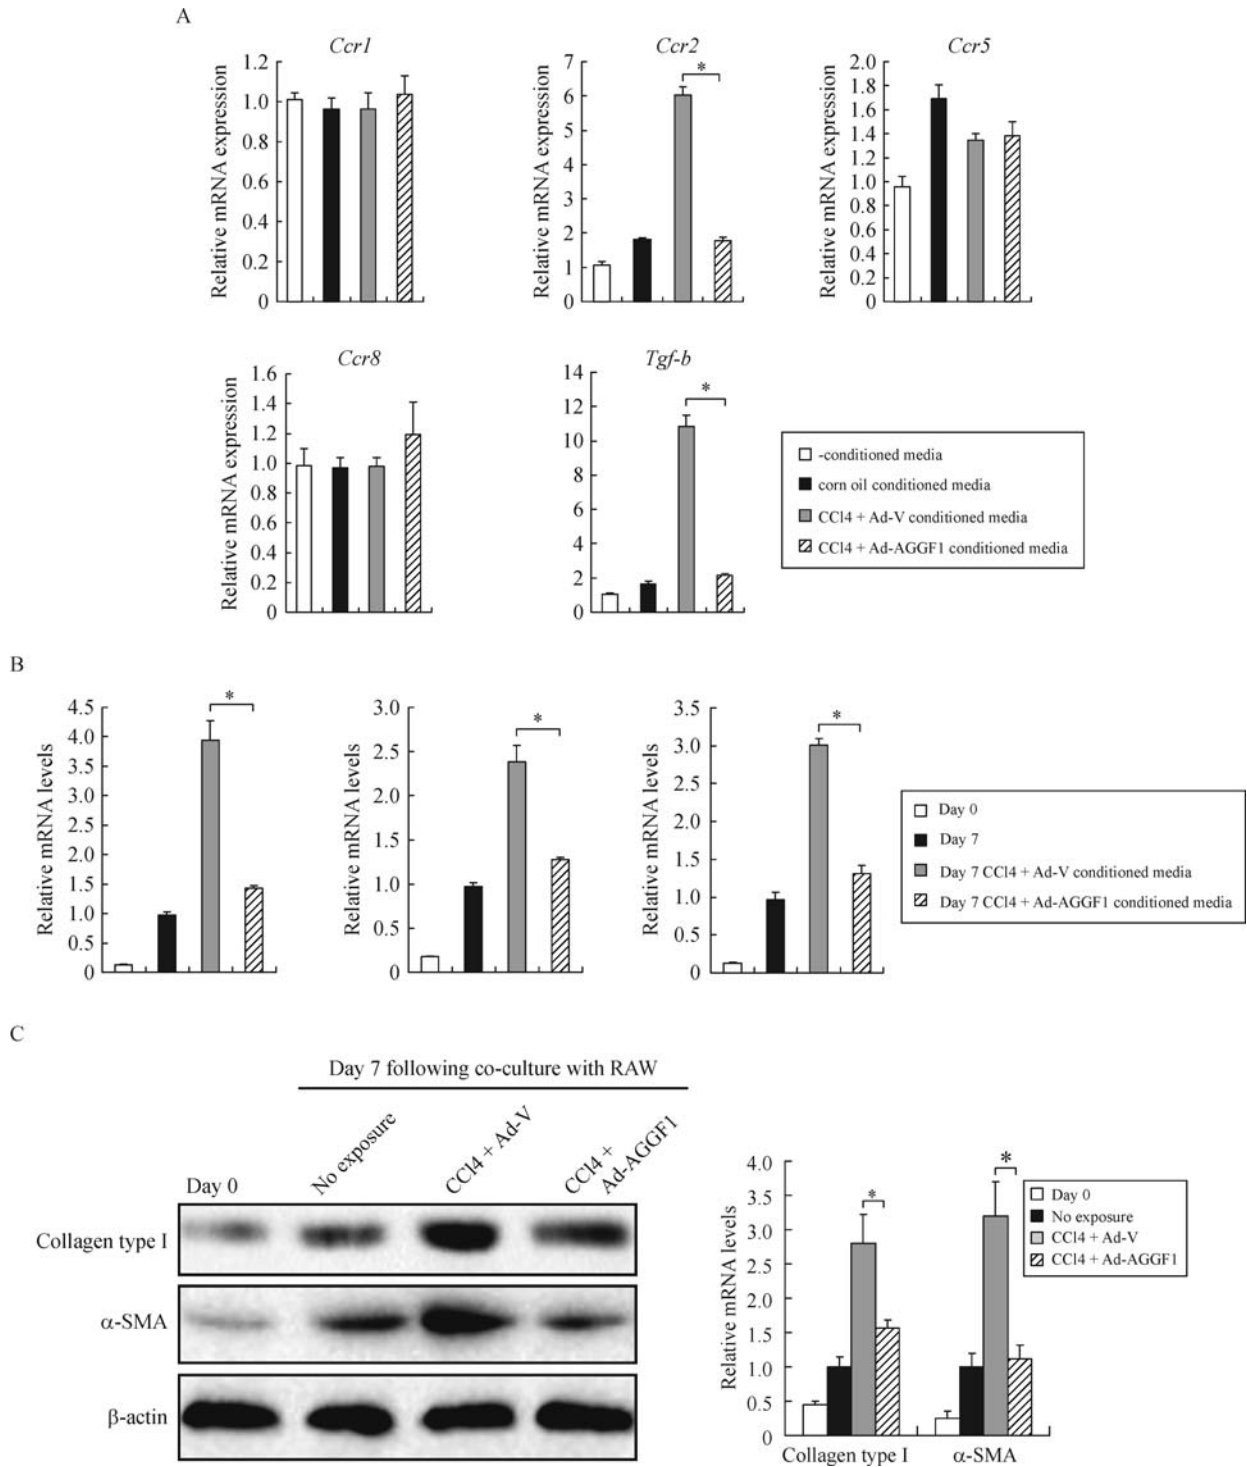 A
Ccr1
Relative mRNA expression
1.2
1.0
0.8
0.6
0.4
0.2
0
Ccr2
Relative mRNA expression
7
6
5
4
3
2
1
0
*
Ccr5
Relative mRNA expression
2.0
1.8
1.6
1.4
1.2
1.0
0.8
0.6
0.4
0.2
0
Ccr8
Relative mRNA expression
1.6
1.4
1.2
1.0
0.8
0.6
0.4
0.2
0
Tgf-b
Relative mRNA expression
14
12
10
8
6
4
2
0
*
-conditioned media
corn oil conditioned media
CCl4 + Ad-V conditioned media
CCl4 + Ad-AGGF1 conditioned media
B
Relative mRNA levels
4.5
4.0
3.5
3.0
2.5
2.0
1.5
1.0
0.5
0
*
Relative mRNA levels
3.0
2.5
2.0
1.5
1.0
0.5
0
*
Relative mRNA levels
3.5
3.0
2.5
2.0
1.5
1.0
0.5
0
*
Day 0
Day 7
Day 7 CCl4 + Ad-V conditioned media
Day 7 CCl4 + Ad-AGGF1 conditioned media
C
Day 7 following co-culture with RAW
Day 0
No exposure
CCl4 + Ad-V
CCl4 +
Ad-AGGF1
Collagen type I
α-SMA
β-actin
Relative mRNA levels
4.0
3.5
3.0
2.5
2.0
1.5
1.0
0.5
0
*
*
Collagen type I
α-SMA
Day 0
No exposure
CCl4 + Ad-V
CCl4 + Ad-AGGF1